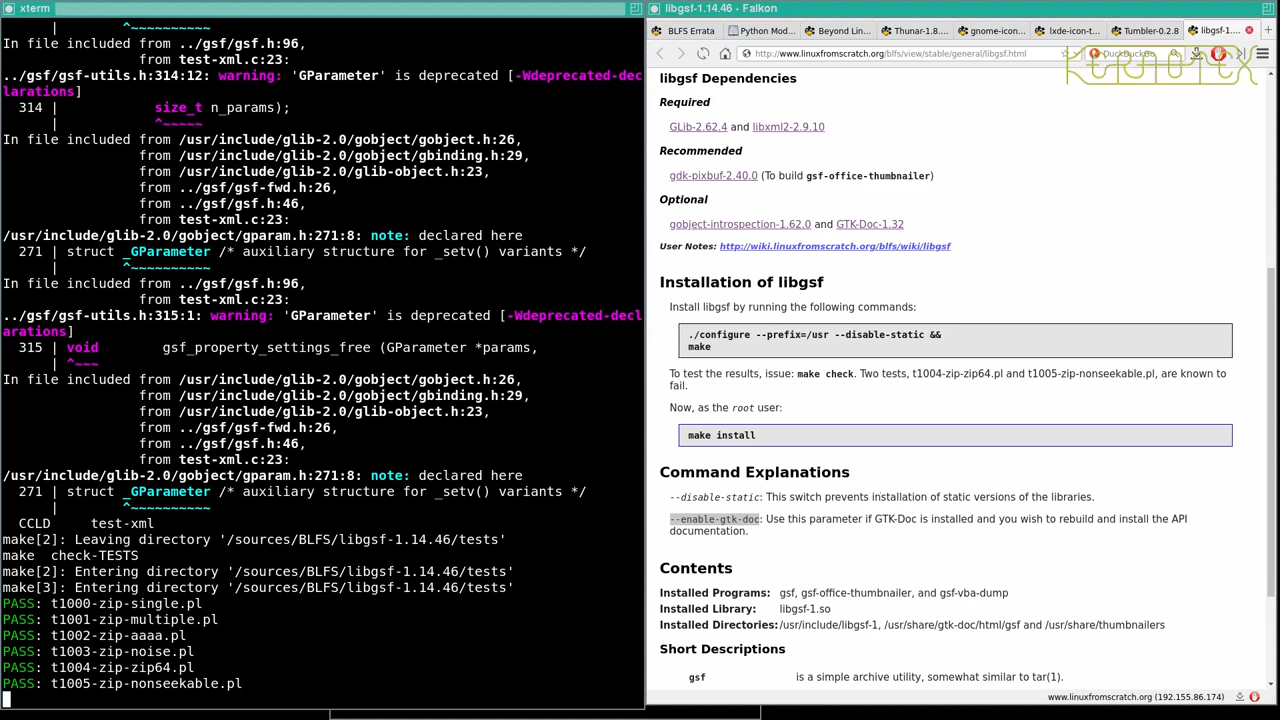 xterm
^~~~~~~~~~~
In file included from ../gsf/gsf.h:96,
from test-xml.c:23:
../gsf/gsf-utils.h:314:12: warning: 'GParameter' is deprecated [-Wdeprecated-dec
larations]
314 | size_t n_params);
| ^~~~~~
In file included from /usr/include/glib-2.0/gobject/gobject.h:26,
from /usr/include/glib-2.0/gobject/gbinding.h:29,
from /usr/include/glib-2.0/glib-object.h:23,
from ../gsf/gsf-fwd.h:26,
from ../gsf/gsf.h:46,
from test-xml.c:23:
/usr/include/glib-2.0/gobject/gparam.h:271:8: note: declared here
271 | struct _GParameter /* auxiliary structure for _setv() variants */
| ^~~~~~~~~~~
In file included from ../gsf/gsf.h:96,
from test-xml.c:23:
../gsf/gsf-utils.h:315:1: warning: 'GParameter' is deprecated [-Wdeprecated-decl
arations]
315 | void gsf_property_settings_free (GParameter *params,
| ^~~~
In file included from /usr/include/glib-2.0/gobject/gobject.h:26,
from /usr/include/glib-2.0/gobject/gbinding.h:29,
from /usr/include/glib-2.0/glib-object.h:23,
from ../gsf/gsf-fwd.h:26,
from ../gsf/gsf.h:46,
from test-xml.c:23:
/usr/include/glib-2.0/gobject/gparam.h:271:8: note: declared here
271 | struct _GParameter /* auxiliary structure for _setv() variants */
| ^~~~~~~~~~~
CCLD test-xml
make[2]: Leaving directory '/sources/BLFS/libgsf-1.14.46/tests'
make check-TESTS
make[2]: Entering directory '/sources/BLFS/libgsf-1.14.46/tests'
make[3]: Entering directory '/sources/BLFS/libgsf-1.14.46/tests'
PASS: t1000-zip-single.pl
PASS: t1001-zip-multiple.pl
PASS: t1002-zip-aaaa.pl
PASS: t1003-zip-noise.pl
PASS: t1004-zip-zip64.pl
PASS: t1005-zip-nonseekable.pl
libgsf-1.14.46 - Falkon
BLFS Errata Python Mod... Beyond Lin... Thunar-1.8.... gnome-icon... lxde-icon-t... Tumbler-0.2.8 libgsf-1....
http://www.linuxfromscratch.org/blfs/view/stable/general/libgsf.html DuckDuckGo
KERNOTEX
libgsf Dependencies
Required
GLib-2.62.4 and libxml2-2.9.10
Recommended
gdk-pixbuf-2.40.0 (To build gsf-office-thumbnailer)
Optional
gobject-introspection-1.62.0 and GTK-Doc-1.32
User Notes: http://wiki.linuxfromscratch.org/blfs/wiki/libgsf
Installation of libgsf
Install libgsf by running the following commands:
./configure --prefix=/usr --disable-static &&
make
To test the results, issue: make check. Two tests, t1004-zip-zip64.pl and t1005-zip-nonseekable.pl, are known to
fail.
Now, as the root user:
make install
Command Explanations
--disable-static: This switch prevents installation of static versions of the libraries.
--enable-gtk-doc: Use this parameter if GTK-Doc is installed and you wish to rebuild and install the API
documentation.
Contents
Installed Programs: gsf, gsf-office-thumbnailer, and gsf-vba-dump
Installed Library: libgsf-1.so
Installed Directories: /usr/include/libgsf-1, /usr/share/gtk-doc/html/gsf and /usr/share/thumbnailers
Short Descriptions
gsf is a simple archive utility, somewhat similar to tar(1).
www.linuxfromscratch.org (192.155.86.174)